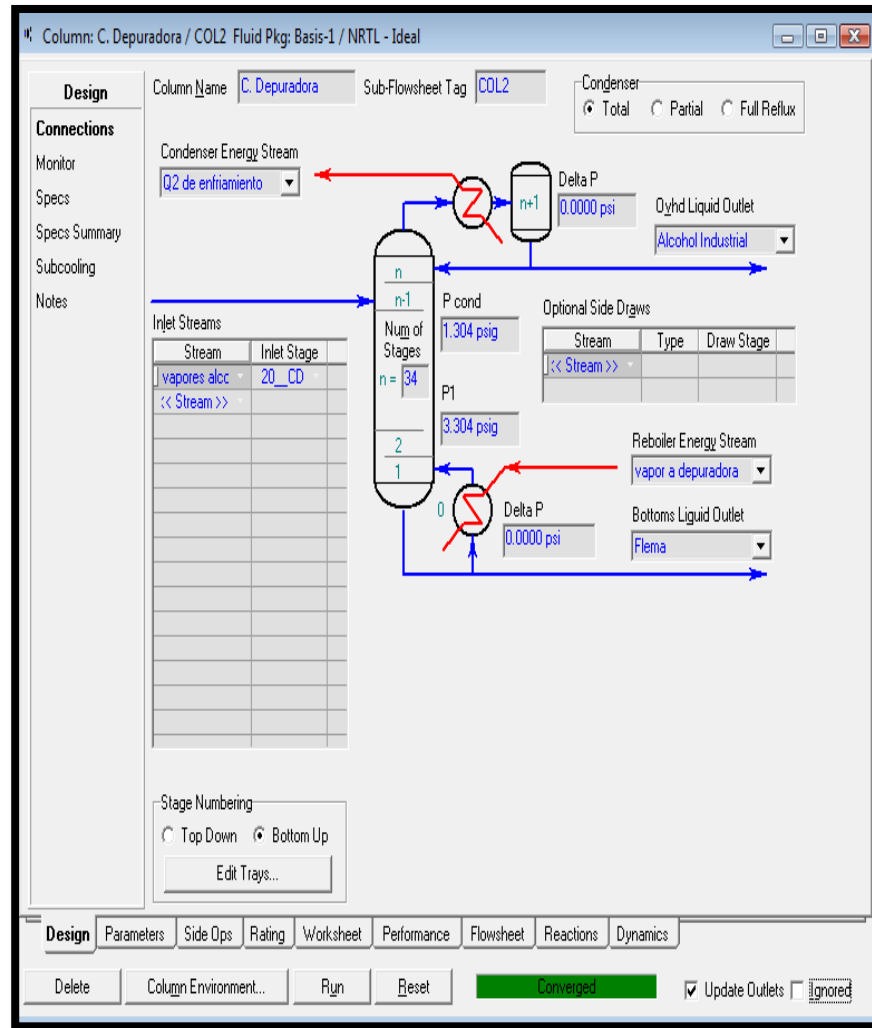 Column: C. Depuradora / COL2 Fluid Pkg: Basis-1 / NRTL - Ideal
Design
Connections
Monitor
Specs
Specs Summary
Subcooling
Notes
Column Name C. Depuradora Sub-Flowsheet Tag COL2
Condenser
Total Partial Full Reflux
Condenser Energy Stream
Q2 de enfriamiento
n+1
Delta P
0.0000 psi
Ovhd Liquid Outlet
Alcohol Industrial
n
n-1
Num of
Stages
n = 34
2
1
0
P cond
1.304 psig
P1
3.304 psig
Optional Side Draws
Stream Type Draw Stage
<< Stream >>
Inlet Streams
Stream Inlet Stage
vapores alcc 20__CD
<< Stream >>
Reboiler Energy Stream
vapor a depuradora
Delta P
0.0000 psi
Bottoms Liquid Outlet
Flema
Stage Numbering
Top Down Bottom Up
Edit Trays...
Design Parameters Side Ops Rating Worksheet Performance Flowsheet Reactions Dynamics
Delete Column Environment... Run Reset Converged Update Outlets Ignored